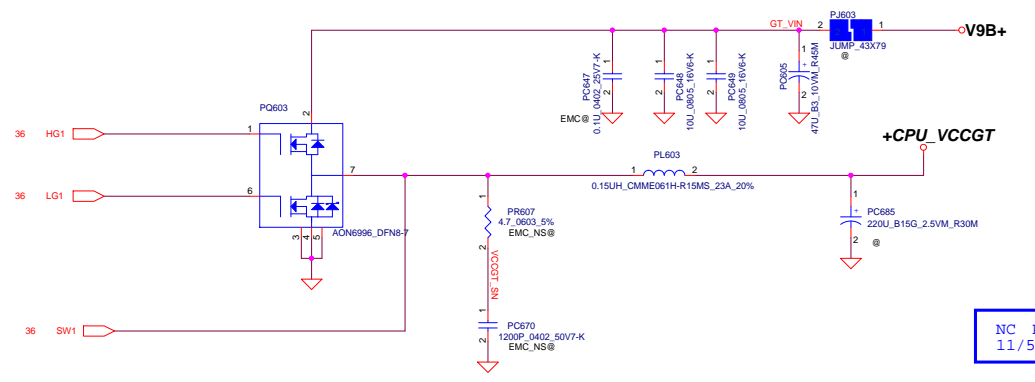 PJ603
GT_VIN
2
1
V9B+
JUMP_43X79
@
1
PC647
2
0.1U_0402_25V7-K
EMC@
1
PC648
2
10U_0805_16V6-K
1
PC649
2
10U_0805_16V6-K
1
+
PC605
2
47U_B3_10VM_R45M
PQ603
2
36 HG1
1
+CPU_VCCGT
7
PL603
1
2
0.15UH_CMME061H-R15MS_23A_20%
36 LG1
6
3
4
5
AON6996_DFN8-7
1
PR607
4.7_0603_5%
EMC_NS@
2
VCCGT_SN
1
+
PC685
220U_B15G_2.5VM_R30M
2
@
36 SW1
1
PC670
1200P_0402_50V7-K
2
EMC_NS@
NC
11/5